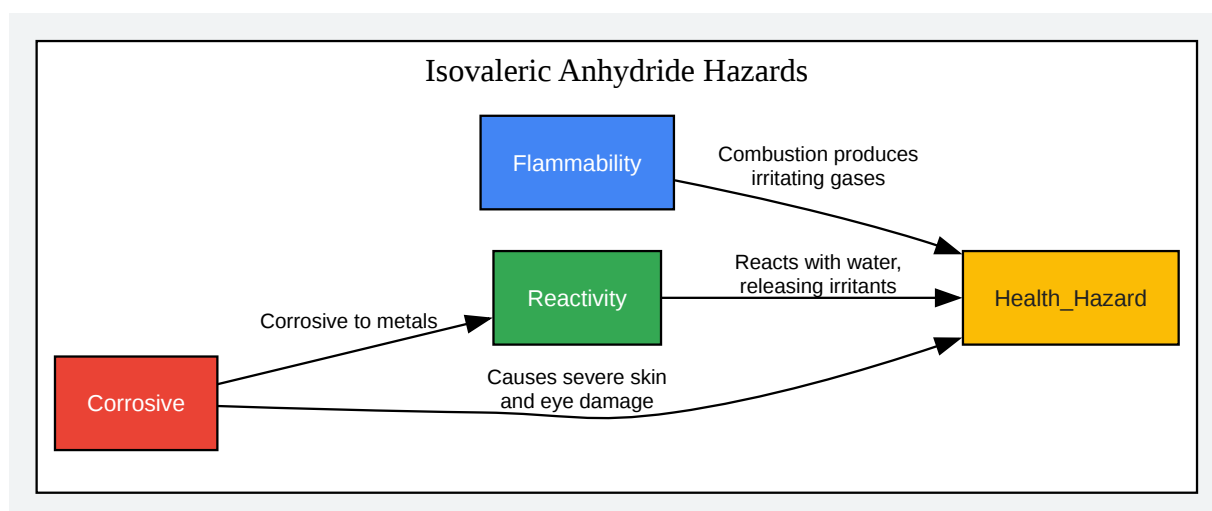 Isovaleric Anhydride Hazards
Flammability
Combustion produces
irritating gases
Reactivity
Reacts with water,
releasing irritants
Health_Hazard
Corrosive to metals
Corrosive
Causes severe skin
and eye damage